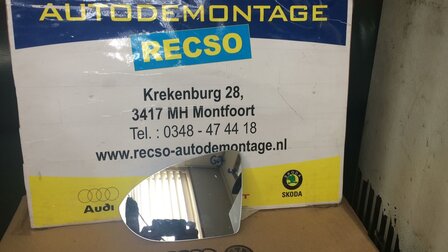 AUTODEMONTAGE
RECSO
Krekenburg 28,
3417 MH Montfoort
Tel. : 0348 - 47 44 18
www.recso-autodemontage.nl
Audi
SKODA